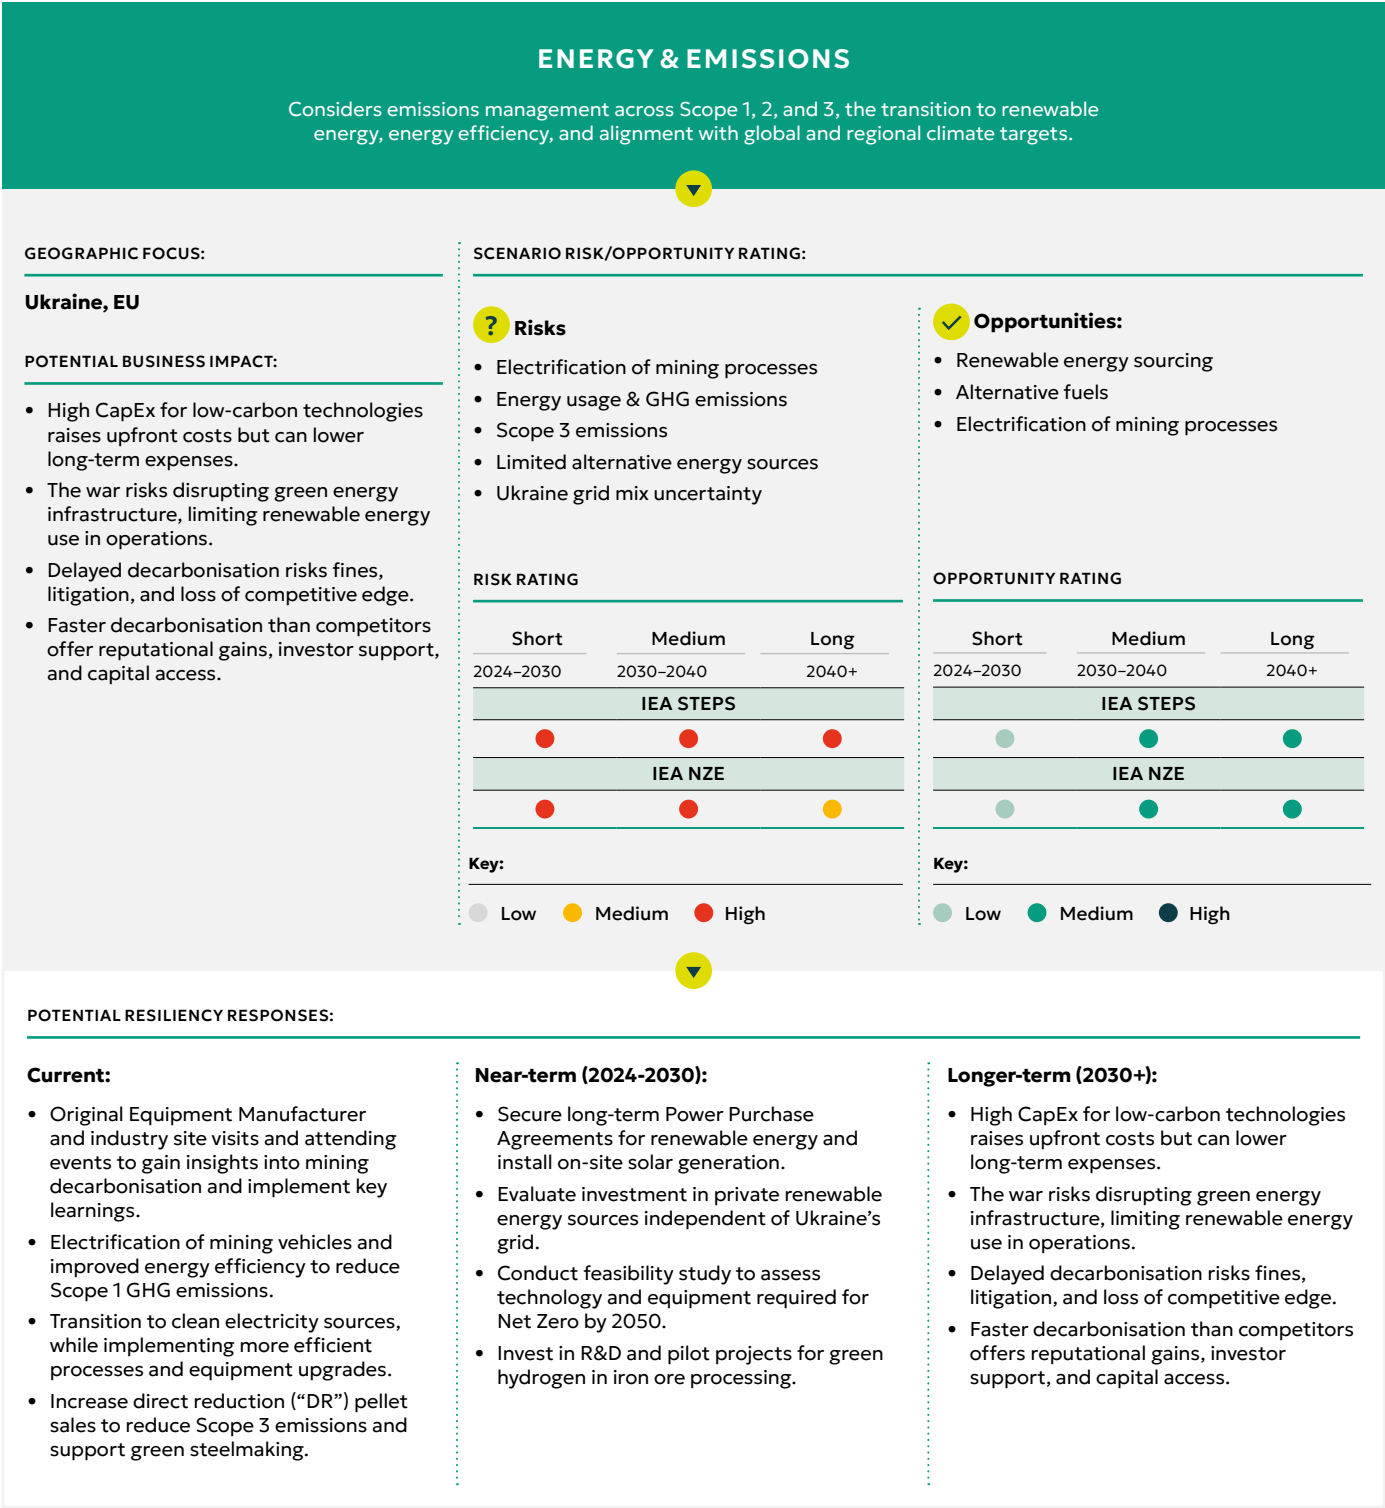 ENERGY & EMISSIONS
Considers emissions management across Scope 1, 2, and 3, the transition to renewable
energy, energy efficiency, and alignment with global and regional climate targets.
GEOGRAPHIC FOCUS:
Ukraine, EU
POTENTIAL BUSINESS IMPACT:
• High CapEx for low-carbon technologies
raises upfront costs but can lower
long-term expenses.
• The war risks disrupting green energy
infrastructure, limiting renewable energy
use in operations.
• Delayed decarbonisation risks fines,
litigation, and loss of competitive edge.
• Faster decarbonisation than competitors
offer reputational gains, investor support,
and capital access.
SCENARIO RISK/OPPORTUNITY RATING:
? Risks
• Electrification of mining processes
• Energy usage & GHG emissions
• Scope 3 emissions
• Limited alternative energy sources
• Ukraine grid mix uncertainty
RISK RATING
Short Medium Long
2024–2030 2030–2040 2040+
IEA STEPS
IEA NZE
Key:
Low Medium High
Opportunities:
• Renewable energy sourcing
• Alternative fuels
• Electrification of mining processes
OPPORTUNITY RATING
Short Medium Long
2024–2030 2030–2040 2040+
IEA STEPS
IEA NZE
Key:
Low Medium High
POTENTIAL RESILIENCY RESPONSES:
Current:
• Original Equipment Manufacturer
and industry site visits and attending
events to gain insights into mining
decarbonisation and implement key
learnings.
• Electrification of mining vehicles and
improved energy efficiency to reduce
Scope 1 GHG emissions.
• Transition to clean electricity sources,
while implementing more efficient
processes and equipment upgrades.
• Increase direct reduction (“DR”) pellet
sales to reduce Scope 3 emissions and
support green steelmaking.
Near-term (2024-2030):
• Secure long-term Power Purchase
Agreements for renewable energy and
install on-site solar generation.
• Evaluate investment in private renewable
energy sources independent of Ukraine’s
grid.
• Conduct feasibility study to assess
technology and equipment required for
Net Zero by 2050.
• Invest in R&D and pilot projects for green
hydrogen in iron ore processing.
Longer-term (2030+):
• High CapEx for low-carbon technologies
raises upfront costs but can lower
long-term expenses.
• The war risks disrupting green energy
infrastructure, limiting renewable energy
use in operations.
• Delayed decarbonisation risks fines,
litigation, and loss of competitive edge.
• Faster decarbonisation than competitors
offers reputational gains, investor
support, and capital access.